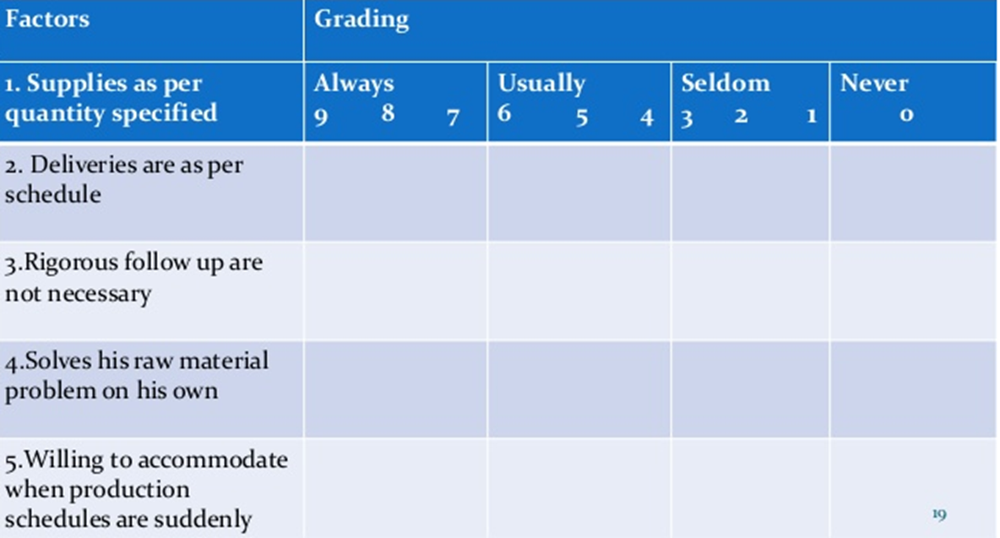 Factors
Grading
1. Supplies as per
quantity specified
Always
9 8 7
Usually
6 5 4
Seldom
3 2 1
Never
0
2. Deliveries are as per
schedule
3.Rigorous follow up are
not necessary
4.Solves his raw material
problem on his own
5.Willing to accommodate
when production
schedules are suddenly
19